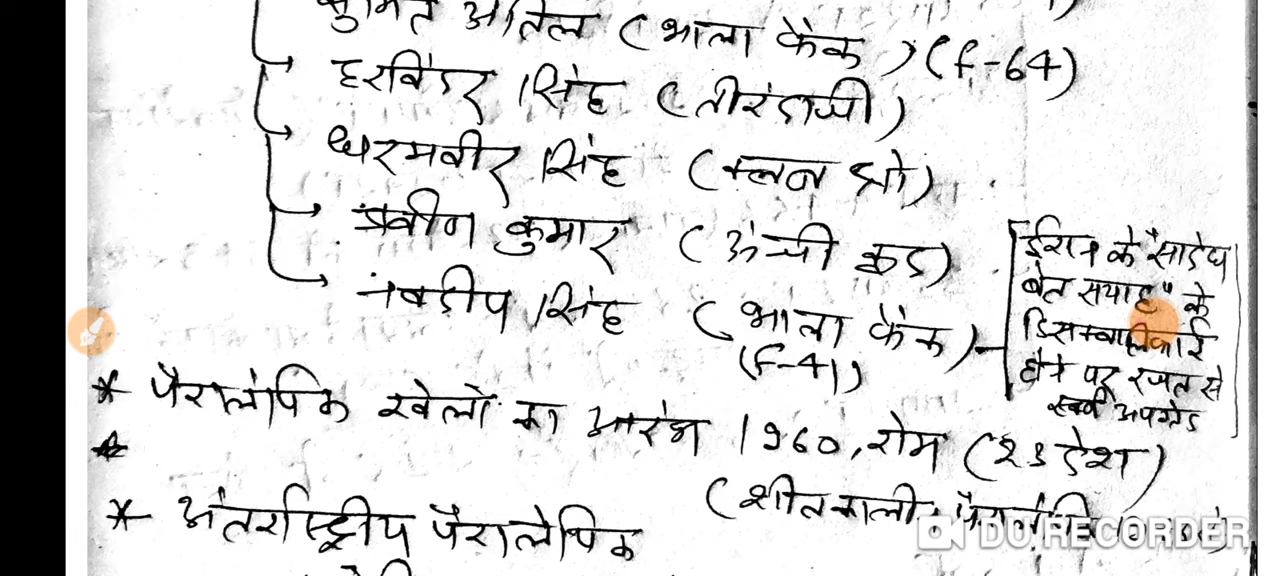 सुमित अंतिल (भाला फेंक) (F-64)
हरविंदर सिंह (तीरंदाजी)
धरमवीर सिंह (क्लब थ्रो)
प्रवीण कुमार (ऊँची कूद)
नवदीप सिंह (भाला फेंक)
(F-41)
ईरान के "सादेघ
बेत सयाह" के
डिसक्वालिफाई
होने पर रजत से
स्वर्ण अपग्रेड
* पैरालंपिक खेलों का आरंभ 1960, रोम (23 देश)
*
(शीतकालीन
* अंतर्राष्ट्रीय पैरालंपिक
DU RECORDER